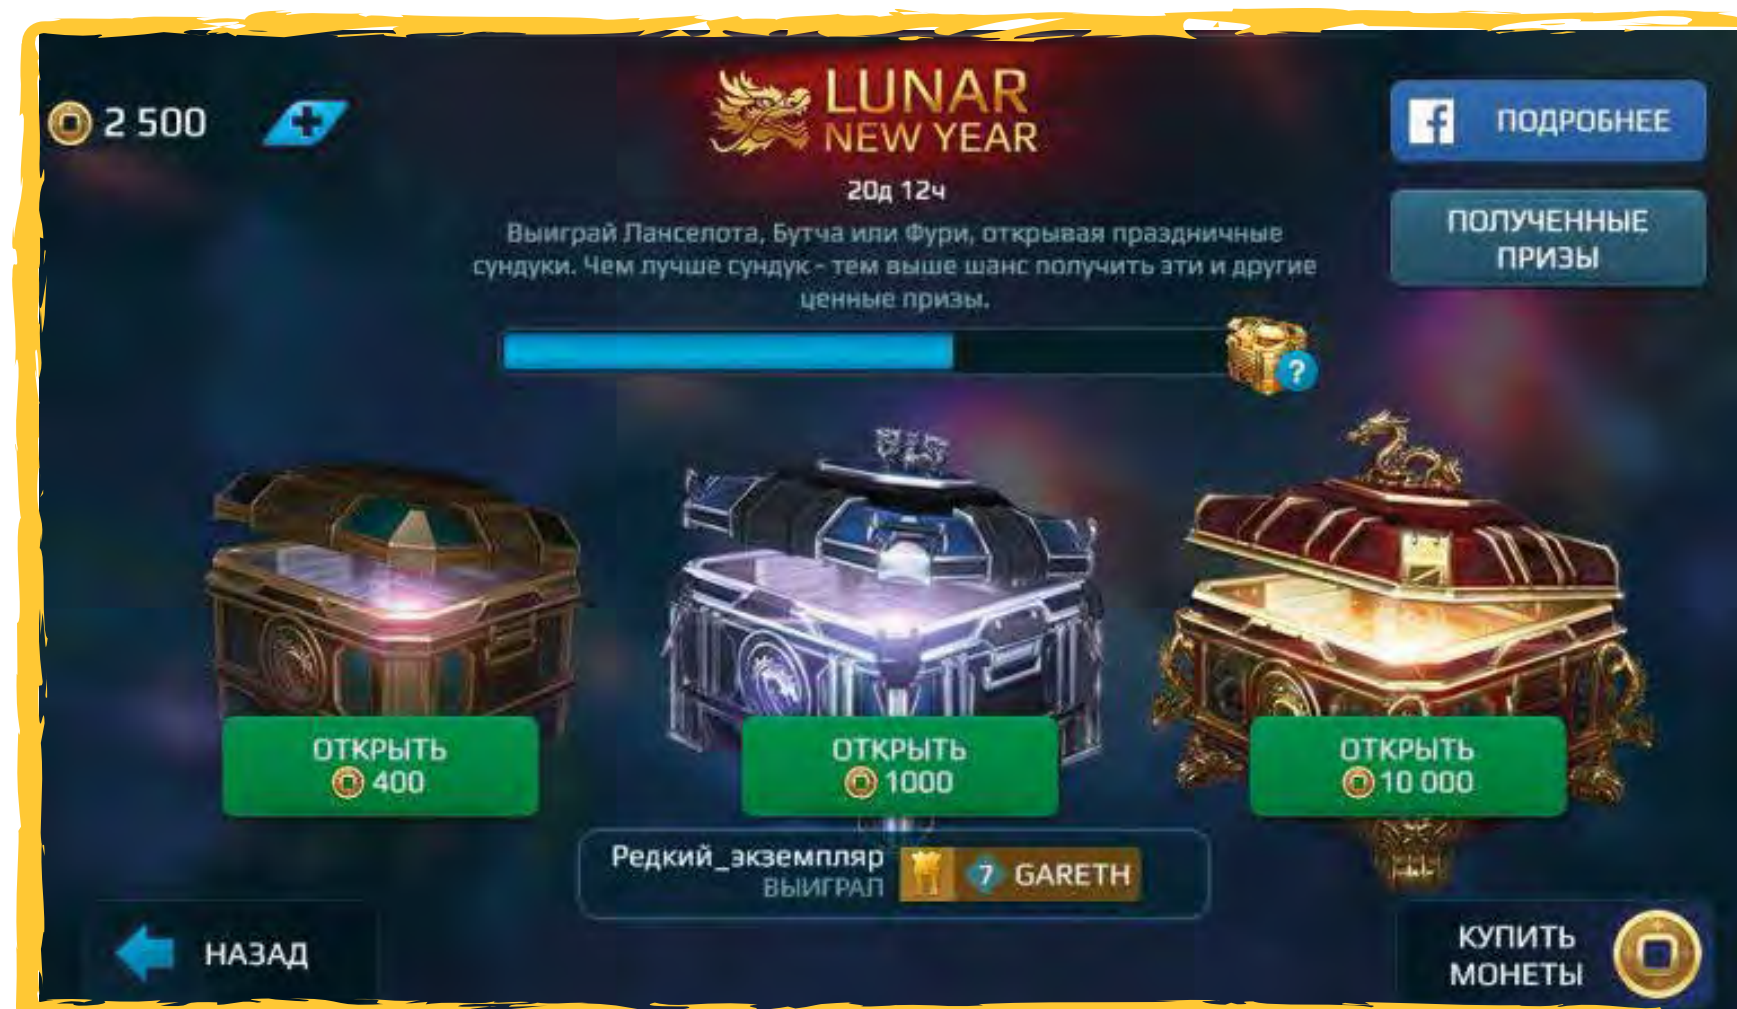 2 500
LUNAR
NEW YEAR
20д 12ч
ПОДРОБНЕЕ
ПОЛУЧЕННЫЕ
ПРИЗЫ
Выиграй Ланселота, Бутча или Фури, открывая праздничные
сундуки. Чем лучше сундук - тем выше шанс получить эти и другие
ценные призы.
?
ОТКРЫТЬ
400
ОТКРЫТЬ
1000
ОТКРЫТЬ
10 000
Редкий_экземпляр
ВЫИГРАЛ
7 GARETH
НАЗАД
КУПИТЬ
МОНЕТЫ